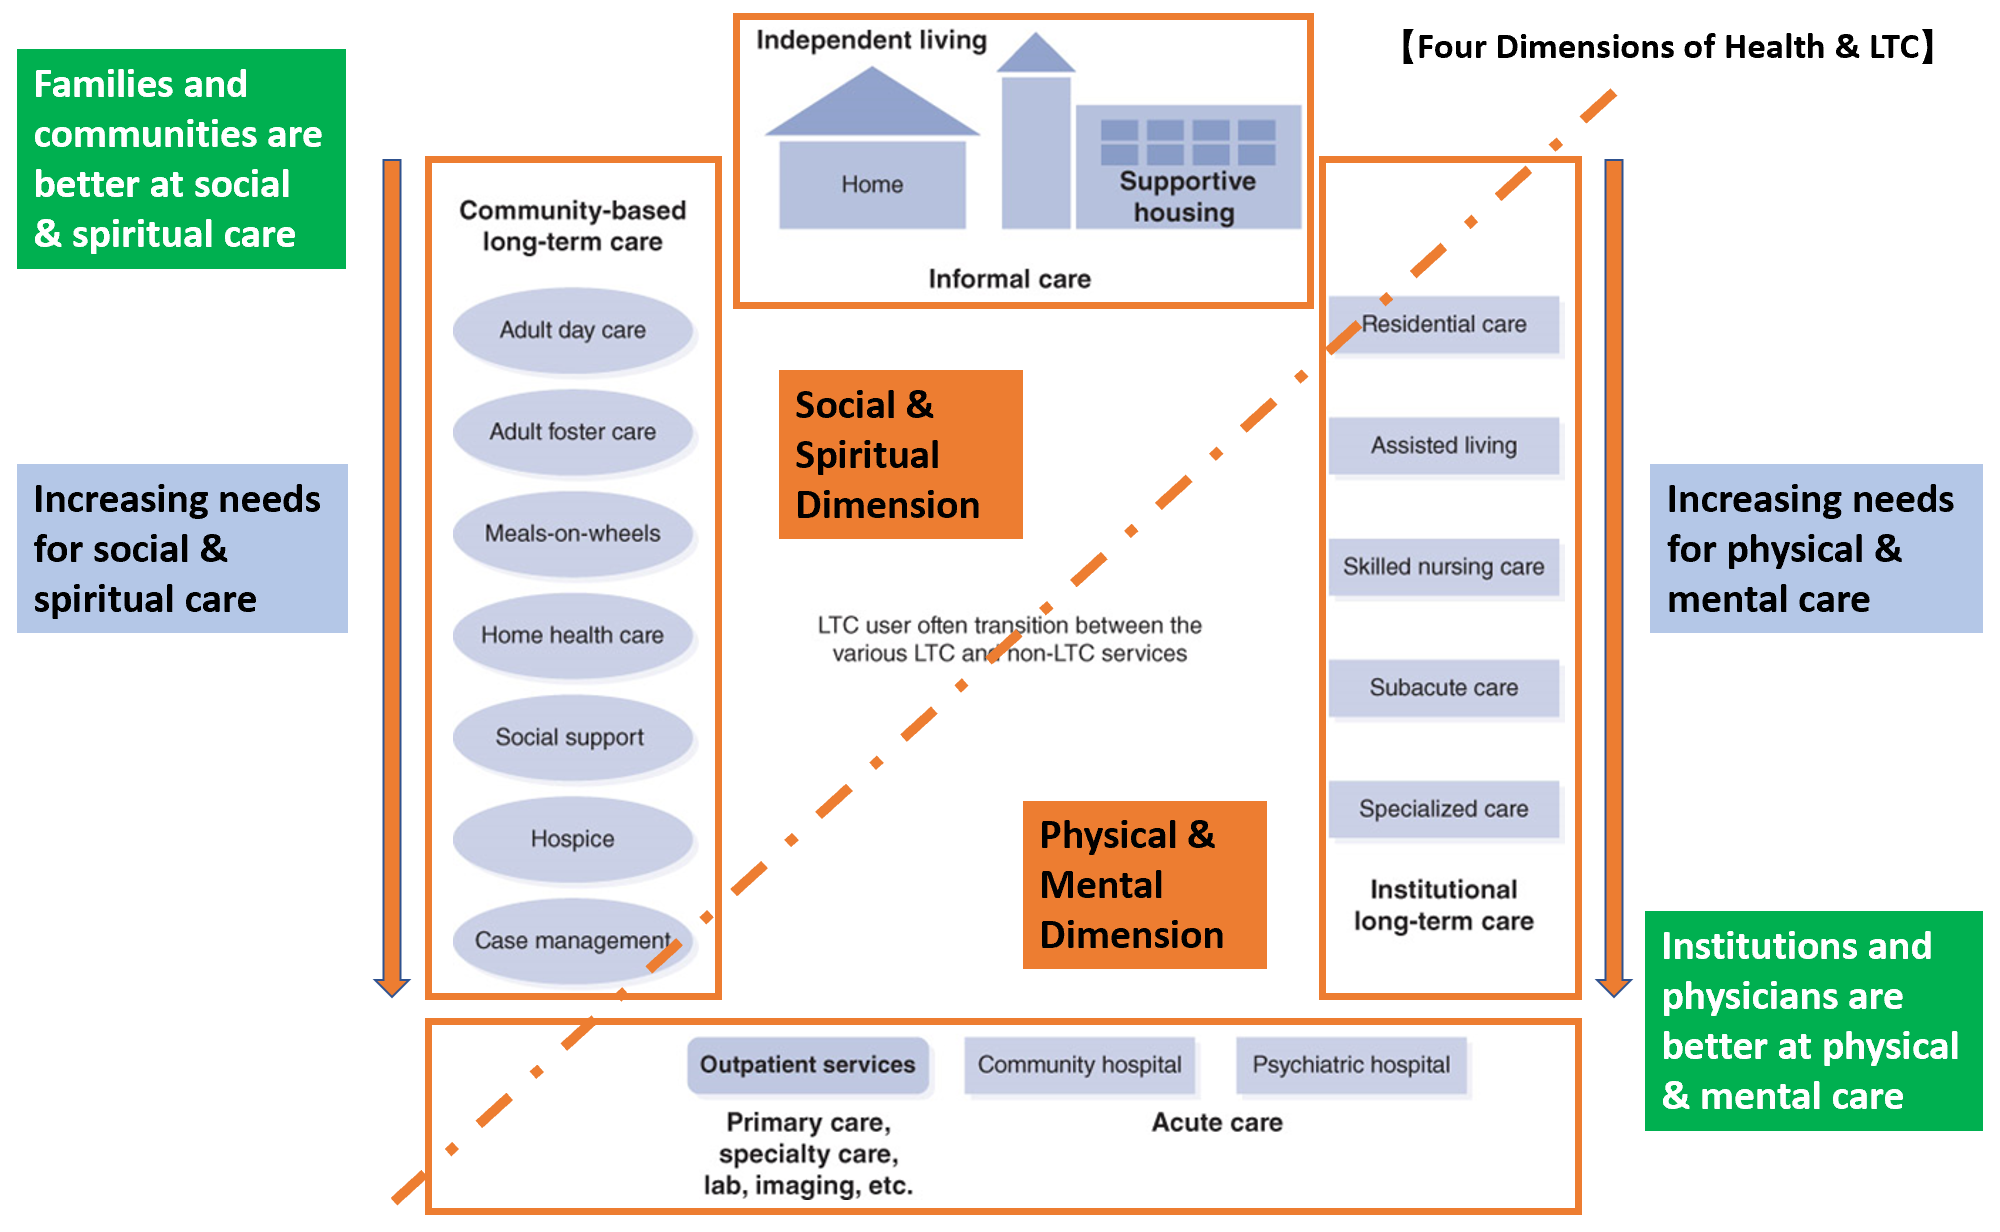 【Four Dimensions of Health & LTC】
Families and
communities are
better at social
& spiritual care
Increasing needs
for social &
spiritual care
Community-based
long-term care
Adult day care
Adult foster care
Meals-on-wheels
Home health care
Social support
Hospice
Case management
Independent living
Home
Supportive
housing
Informal care
Social &
Spiritual
Dimension
LTC user often transition between the
various LTC and non-LTC services
Physical &
Mental
Dimension
Residential care
Assisted living
Skilled nursing care
Subacute care
Specialized care
Institutional
long-term care
Increasing needs
for physical &
mental care
Institutions and
physicians are
better at physical
& mental care
Outpatient services
Primary care,
specialty care,
lab, imaging, etc.
Community hospital
Psychiatric hospital
Acute care